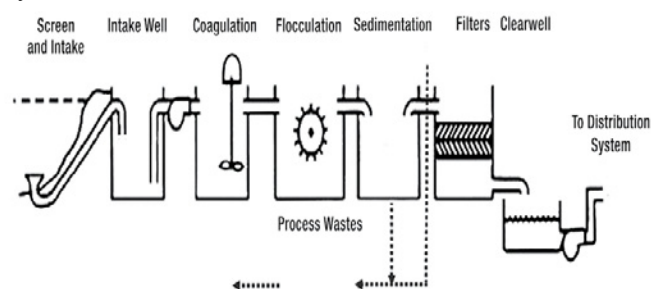 Screen
and Intake
Intake Well
Coagulation
Flocculation
Sedimentation
Filters
Clearwell
To Distribution
System
Process Wastes